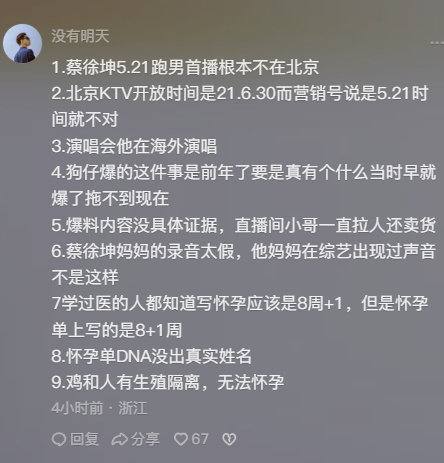 没有明天
1.蔡徐坤5.21跑男首播根本不在北京
2.北京KTV开放时间是21.6.30而营销号说是5.21时
间就不对
3.演唱会他在海外演唱
4.狗仔爆的这件事是前年了要是真有个什么当时早就
爆了拖不到现在
5.爆料内容没具体证据，直播间小哥一直拉人还卖货
6.蔡徐坤妈妈的录音太假，他妈妈在综艺出现过声音
不是这样
7学过医的人都知道写怀孕应该是8周+1，但是怀孕
单上写的是8+1周
8.怀孕单DNA没出真实姓名
9.鸡和人有生殖隔离，无法怀孕
4小时前·浙江
回复 分享 67